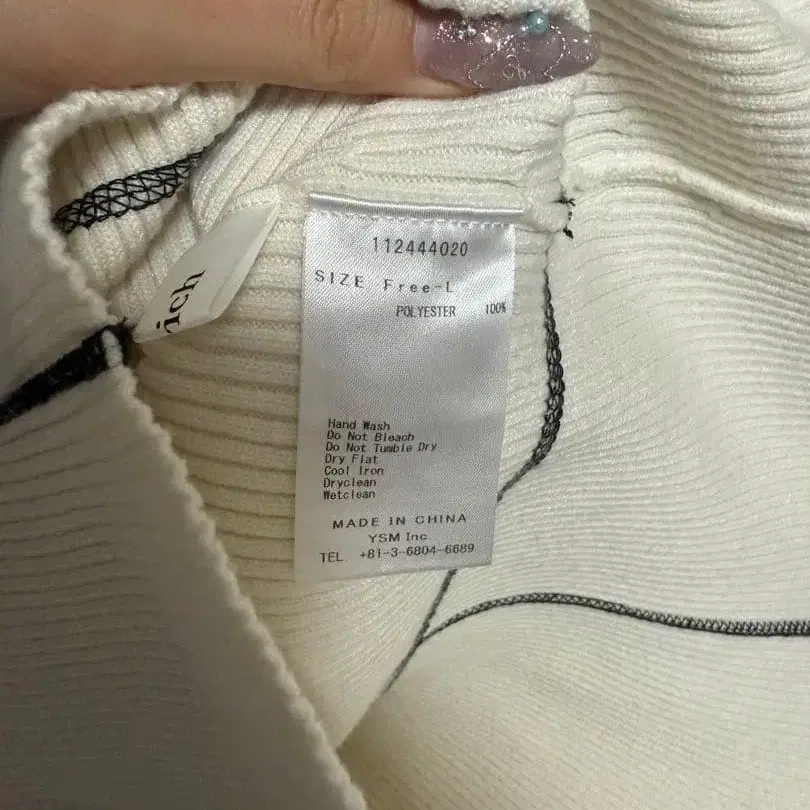 112444020
SIZE Free-L
POLYESTER 100%
Hand Wash
Do Not Bleach
Do Not Tumble Dry
Dry Flat
Cool Iron
Dryclean
Wetclean
MADE IN CHINA
YSM Inc
TEL. +81-3-6804-6689